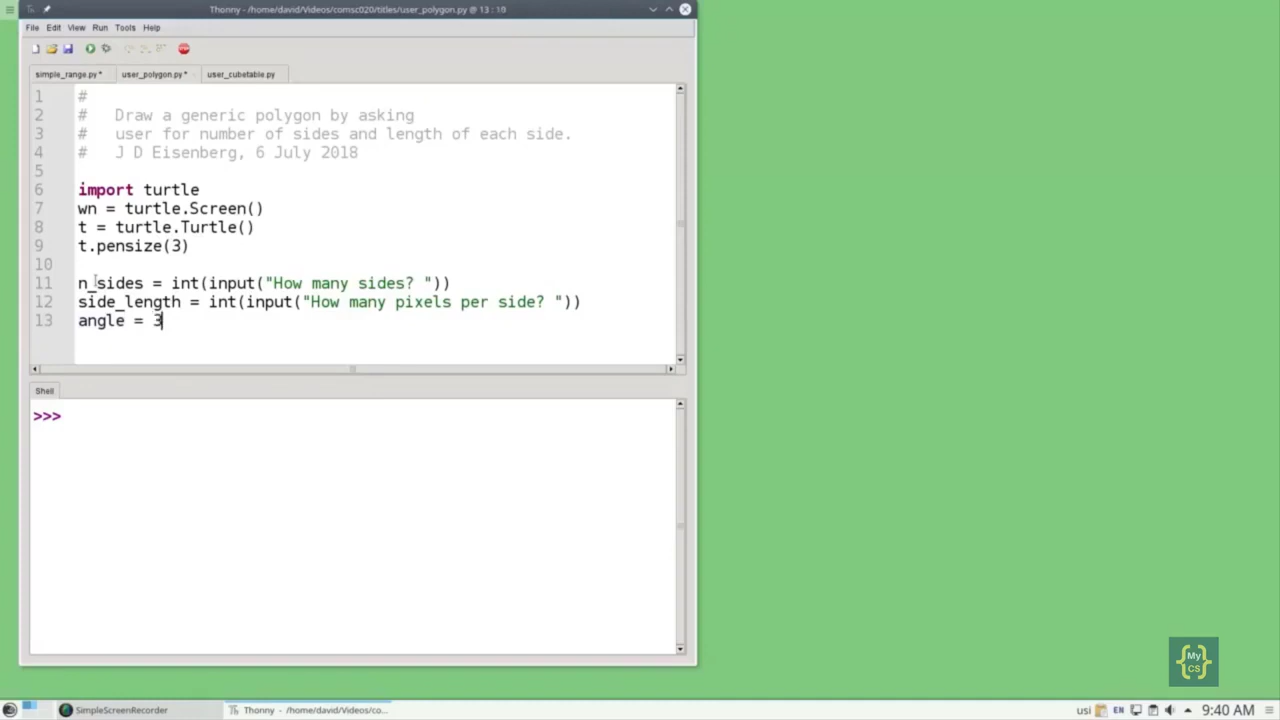 Thonny - /home/david/Videos/comsc020/titles/user_polygon.py @ 13 : 10
File Edit View Run Tools Help
simple_range.py * user_polygon.py * user_cubetable.py
1 #
2 #   Draw a generic polygon by asking
3 #   user for number of sides and length of each side.
4 #   J D Eisenberg, 6 July 2018
5
6 import turtle
7 wn = turtle.Screen()
8 t = turtle.Turtle()
9 t.pensize(3)
10
11 n_sides = int(input("How many sides? "))
12 side_length = int(input("How many pixels per side? "))
13 angle = 3
Shell
>>>
My
CS
SimpleScreenRecorder Thonny - /home/david/Videos/co... usi EN 9:40 AM